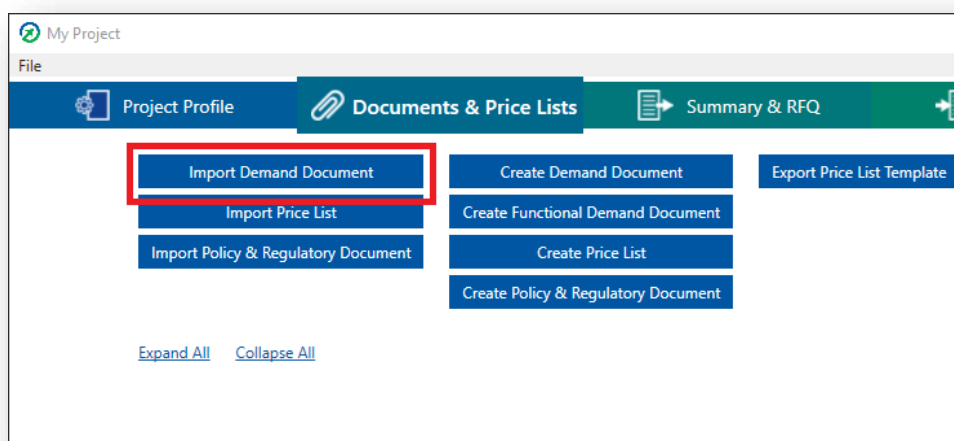 My Project
File
Project Profile
Documents & Price Lists
Summary & RFQ
Import Demand Document
Create Demand Document
Export Price List Template
Import Price List
Create Functional Demand Document
Import Policy & Regulatory Document
Create Price List
Create Policy & Regulatory Document
Expand All
Collapse All